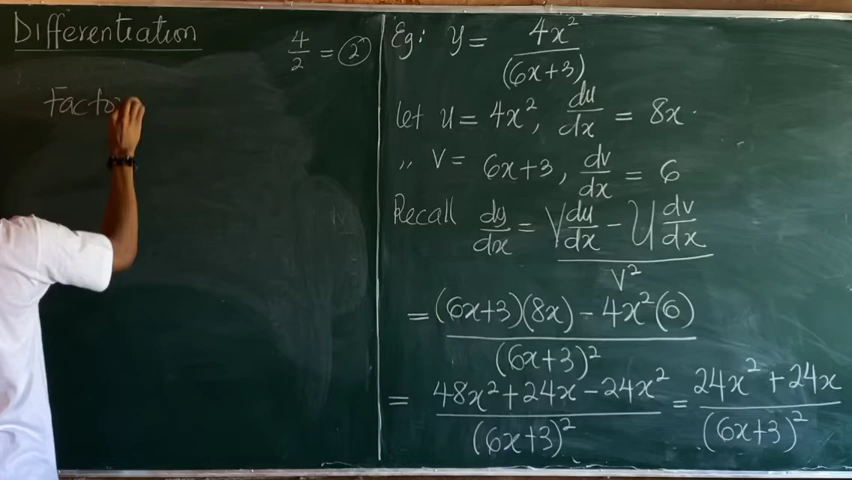 Differentiation
4/2 = 2
Facto
Eg: y = 4x²/(6x+3)
let u = 4x², du/dx = 8x.
,, v = 6x+3, dv/dx = 6
Recall dy/dx = (V du/dx - U dv/dx)/V²
= ((6x+3)(8x) - 4x²(6))/(6x+3)²
= (48x² + 24x - 24x²)/(6x+3)² = (24x² + 24x)/(6x+3)²